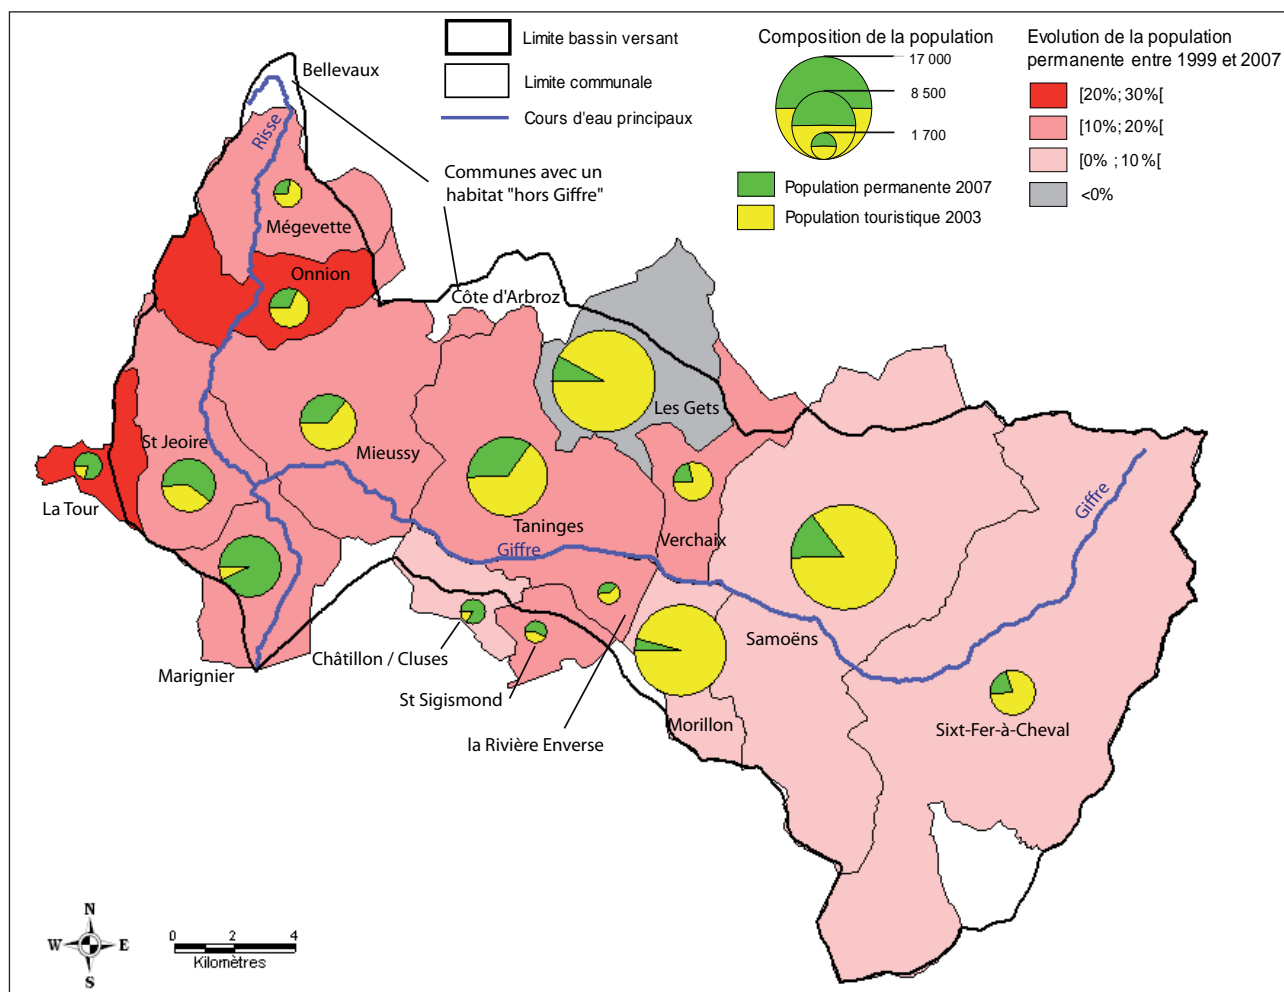 Limite bassin versant
Limite communale
Cours d'eau principaux
Composition de la population
17 000
8 500
1 700
Population permanente 2007
Population touristique 2003
Evolution de la population
permanente entre 1999 et 2007
[20%; 30%[
[10%; 20%[
[0% ; 10%[
<0%
Bellevaux
Risse
Communes avec un
habitat "hors Giffre"
Mégevette
Onnion
Côte d'Arbroz
Les Gets
St Jeoire
Mieussy
La Tour
Taninges
Giffre
Verchaix
Giffre
Samoëns
Marignier
Châtillon / Cluses
St Sigismond
la Rivière Enverse
Morillon
Sixt-Fer-à-Cheval
N
W
E
S
0 2 4
Kilomètres